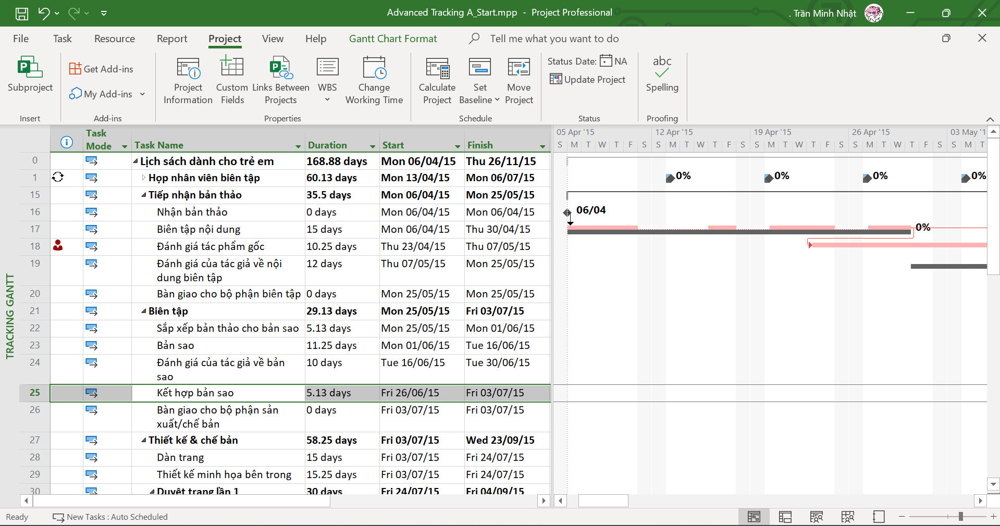 Advanced Tracking A_Start.mpp - Project Professional
. Trần Minh Nhật
File Task Resource Report Project View Help Gantt Chart Format Tell me what you want to do
Subproject
Get Add-ins
My Add-ins
Project Information
Custom Fields
Links Between Projects
WBS
Change Working Time
Calculate Project
Set Baseline
Move Project
Status Date: NA
Update Project
abc
Spelling
Insert Add-ins Properties Schedule Status Proofing
Task Mode Task Name Duration Start Finish
05 Apr '15 12 Apr '15 19 Apr '15 26 Apr '15 03 May '1
S M T W T F S S M T W T F S S M T W T F S S M T W T F S S M T
0 Lịch sách dành cho trẻ em 168.88 days Mon 06/04/15 Thu 26/11/15
1 Họp nhân viên biên tập 60.13 days Mon 13/04/15 Mon 06/07/15 0% 0% 0% 0%
15 Tiếp nhận bản thảo 35.5 days Mon 06/04/15 Mon 25/05/15
16 Nhận bản thảo 0 days Mon 06/04/15 Mon 06/04/15 06/04
17 Biên tập nội dung 15 days Mon 06/04/15 Thu 30/04/15 0%
18 Đánh giá tác phẩm gốc 10.25 days Thu 23/04/15 Thu 07/05/15
19 Đánh giá của tác giả về nội 12 days Thu 07/05/15 Mon 25/05/15
dung biên tập
20 Bàn giao cho bộ phận biên tập 0 days Mon 25/05/15 Mon 25/05/15
21 Biên tập 29.13 days Mon 25/05/15 Fri 03/07/15
22 Sắp xếp bản thảo cho bản sao 5.13 days Mon 25/05/15 Mon 01/06/15
23 Bản sao 11.25 days Mon 01/06/15 Tue 16/06/15
24 Đánh giá của tác giả về bản 10 days Tue 16/06/15 Tue 30/06/15
sao
25 Kết hợp bản sao 5.13 days Fri 26/06/15 Fri 03/07/15
26 Bàn giao cho bộ phận sản 0 days Fri 03/07/15 Fri 03/07/15
xuất/chế bản
27 Thiết kế & chế bản 58.25 days Fri 03/07/15 Wed 23/09/15
28 Dàn trang 15 days Fri 03/07/15 Fri 24/07/15
29 Thiết kế minh họa bên trong 15.25 days Fri 03/07/15 Fri 24/07/15
30 Duyệt trang lần 1 30 days Fri 24/07/15 Fri 04/09/15
TRACKING GANTT
Ready New Tasks : Auto Scheduled